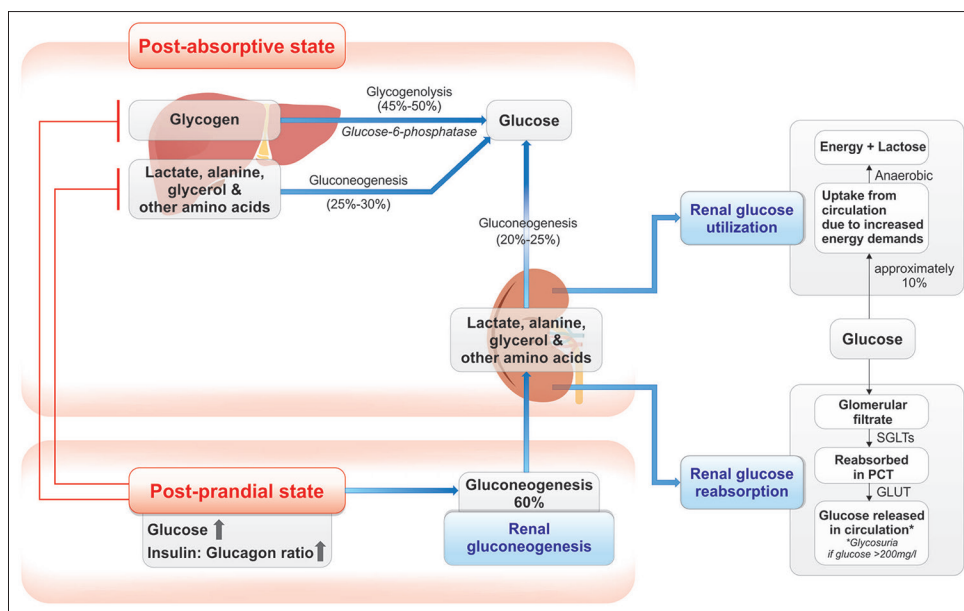 Post-absorptive state
Glycogen
Glycogenolysis
(45%-50%)
Glucose-6-phosphatase
Glucose
Lactate, alanine,
glycerol &
other amino acids
Gluconeogenesis
(25%-30%)
Gluconeogenesis
(20%-25%)
Lactate, alanine,
glycerol &
other amino acids
Post-prandial state
Glucose
Insulin: Glucagon ratio
Gluconeogenesis
60%
Renal
gluconeogenesis
Renal glucose
utilization
Energy + Lactose
Anaerobic
Uptake from
circulation
due to increased
energy demands
approximately
10%
Glucose
Renal glucose
reabsorption
Glomerular
filtrate
SGLTs
Reabsorbed
in PCT
GLUT
Glucose released
in circulation*
*Glycosuria
if glucose >200mg/l